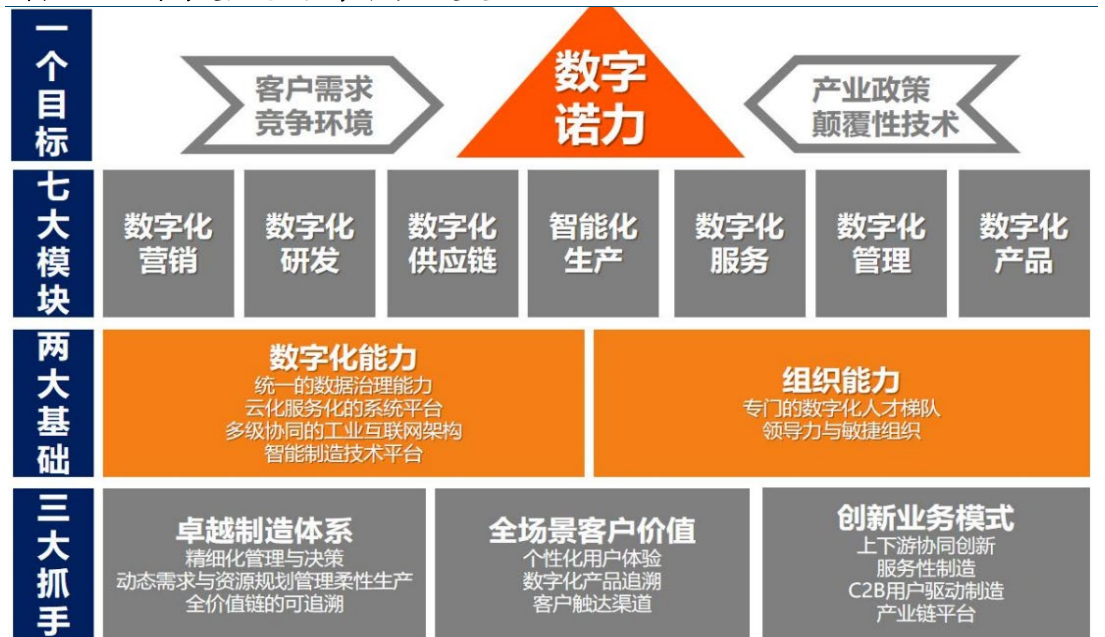 一个目标
客户需求
竞争环境
数字
诺力
产业政策
颠覆性技术
七大模块
数字化
营销
数字化
研发
数字化
供应链
智能化
生产
数字化
服务
数字化
管理
数字化
产品
两大基础
数字化能力
统一的数据治理能力
云化服务化的系统平台
多级协同的工业互联网架构
智能制造技术平台
组织能力
专门的数字化人才梯队
领导力与敏捷组织
三大抓手
卓越制造体系
精细化管理与决策
动态需求与资源规划管理柔性生产
全价值链的可追溯
全场景客户价值
个性化用户体验
数字化产品追溯
客户触达渠道
创新业务模式
上下游协同创新
服务性制造
C2B用户驱动制造
产业链平台